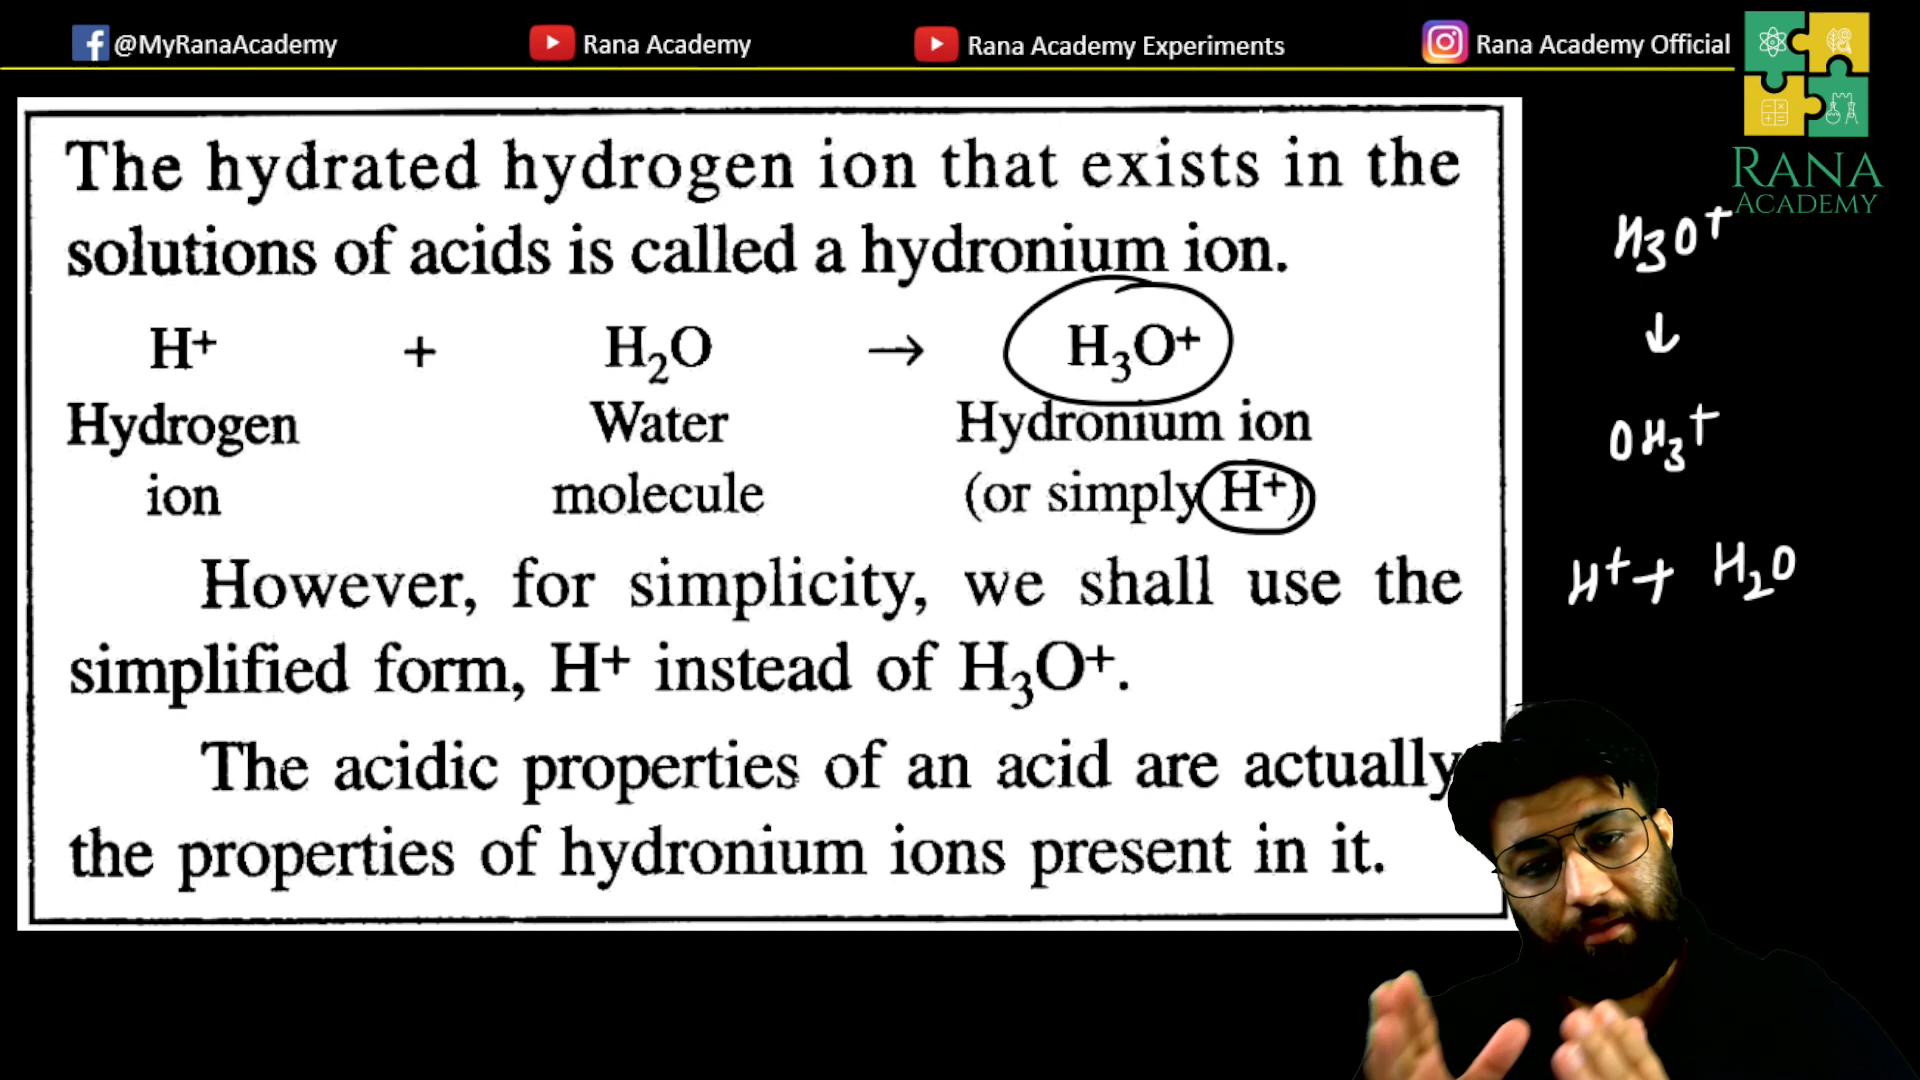 @MyRanaAcademy
Rana Academy
Rana Academy Experiments
Rana Academy Official
RANA
ACADEMY
The hydrated hydrogen ion that exists in the
solutions of acids is called a hydronium ion.
H+ + H₂O → H₃O+
Hydrogen Water Hydronium ion
ion molecule (or simply H+)
However, for simplicity, we shall use the
simplified form, H+ instead of H₃O+.
The acidic properties of an acid are actually
the properties of hydronium ions present in it.
H₃O+
↓
OH₃+
H+ + H₂O